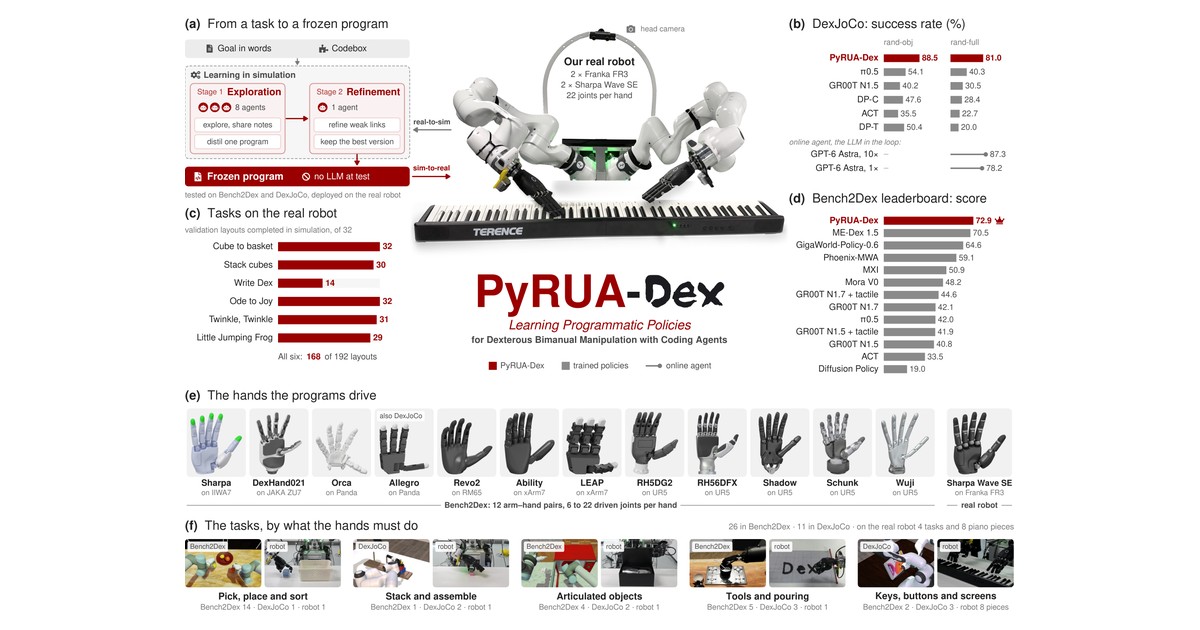 (a) From a task to a frozen program
Goal in words
Codebox
Learning in simulation
Stage 1 Exploration
8 agents
explore, share notes
distil one program
Stage 2 Refinement
1 agent
refine weak links
keep the best version
Frozen program
no LLM at test
tested on Bench2Dex and DexJoCo, deployed on the real robot
real-to-sim
sim-to-real
head camera
Our real robot
2 × Franka FR3
2 × Sharpa Wave SE
22 joints per hand
TERENCE
PyRUA-Dex
Learning Programmatic Policies
for Dexterous Bimanual Manipulation with Coding Agents
PyRUA-Dex
trained policies
online agent
(b) DexJoCo: success rate (%)
rand-obj rand-full
PyRUA-Dex 88.5 81.0
π0.5 54.1 40.3
GR00T N1.5 40.2 30.5
DP-C 47.6 28.4
ACT 35.5 22.7
DP-T 50.4 20.0
online agent, the LLM in the loop:
GPT-6 Astra, 10× – 87.3
GPT-6 Astra, 1× – 78.2
(c) Tasks on the real robot
validation layouts completed in simulation, of 32
Cube to basket 32
Stack cubes 30
Write Dex 14
Ode to Joy 32
Twinkle, Twinkle 31
Little Jumping Frog 29
All six: 168 of 192 layouts
(d) Bench2Dex leaderboard: score
PyRUA-Dex 72.9
ME-Dex 1.5 70.5
GigaWorld-Policy-0.6 64.6
Phoenix-MWA 59.1
MXI 50.9
Mora V0 48.2
GR00T N1.7 + tactile 44.6
GR00T N1.7 42.1
π0.5 42.0
GR00T N1.5 + tactile 41.9
GR00T N1.5 40.8
ACT 33.5
Diffusion Policy 19.0
(e) The hands the programs drive
also DexJoCo
Sharpa
on IIWA7
DexHand021
on JAKA ZU7
Orca
on Panda
Allegro
on Panda
Revo2
on RM65
Ability
on xArm7
LEAP
on xArm7
RH5DG2
on UR5
RH56DFX
on UR5
Shadow
on UR5
Schunk
on UR5
Wuji
on UR5
Sharpa Wave SE
on Franka FR3
Bench2Dex: 12 arm–hand pairs, 6 to 22 driven joints per hand
real robot
(f) The tasks, by what the hands must do
26 in Bench2Dex · 11 in DexJoCo · on the real robot 4 tasks and 8 piano pieces
Bench2Dex
robot
DexJoCo
robot
Bench2Dex
robot
Bench2Dex
robot
Dex
DexJoCo
robot
Pick, place and sort
Bench2Dex 14 · DexJoCo 1 · robot 1
Stack and assemble
Bench2Dex 1 · DexJoCo 2 · robot 1
Articulated objects
Bench2Dex 4 · DexJoCo 2 · robot 1
Tools and pouring
Bench2Dex 5 · DexJoCo 3 · robot 1
Keys, buttons and screens
Bench2Dex 2 · DexJoCo 3 · robot 8 pieces